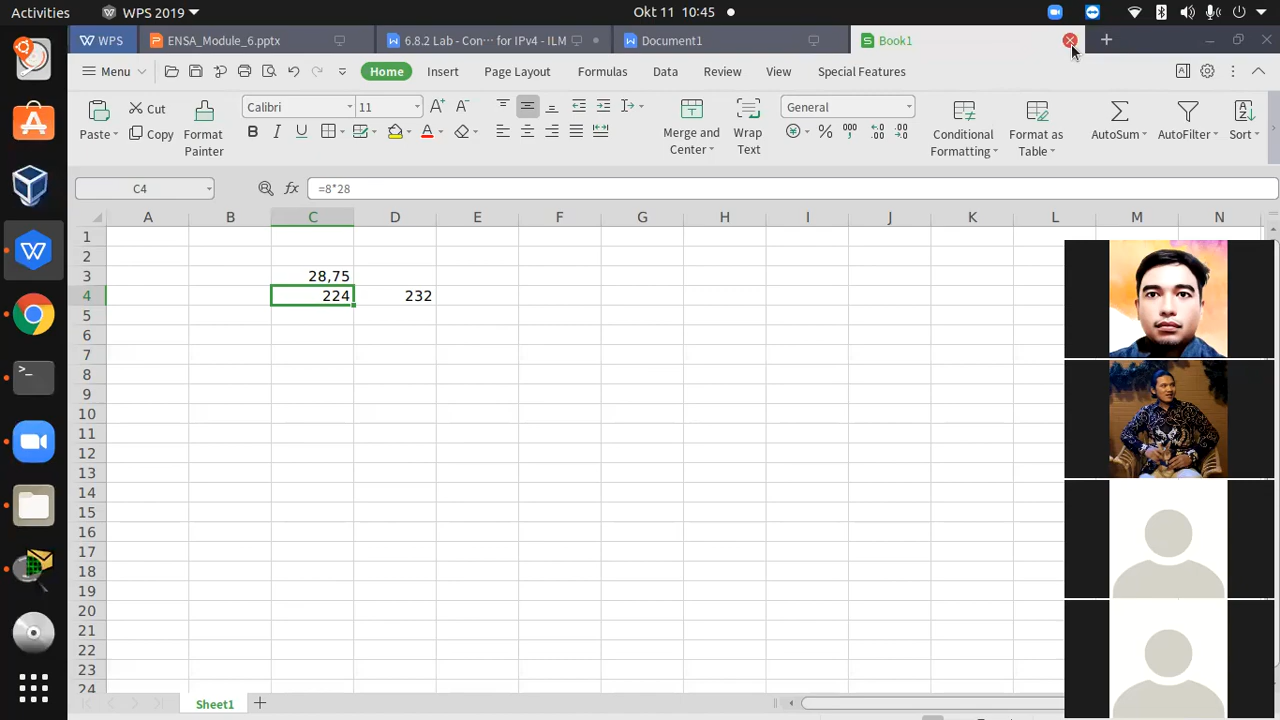 Activities WPS 2019 Okt 11 10:45
WPS ENSA_Module_6.pptx 6.8.2 Lab - Con··· for IPv4 - ILM Document1 Book1
Menu Home Insert Page Layout Formulas Data Review View Special Features
Paste Cut Copy Format Painter Calibri 11 B I U A Merge and Center Wrap Text General % 000 Conditional Formatting Format as Table AutoSum AutoFilter Sort
C4 fx =8*28
A B C D E F G H I J K L M N
1
2
3 28,75
4 224 232
5
6
7
8
9
10
11
12
13
14
15
16
17
18
19
20
21
22
23
24
Sheet1